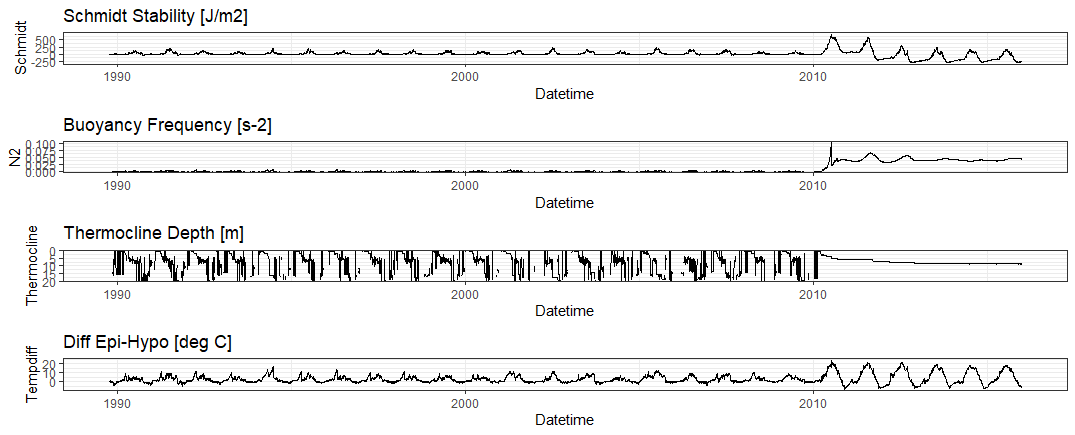 Schmidt Stability [J/m2]
Schmidt
500
250
0
-250
1990 2000 2010
Datetime
Buoyancy Frequency [s-2]
N2
0.100
0.075
0.050
0.025
0.000
1990 2000 2010
Datetime
Thermocline Depth [m]
Thermocline
0
5
10
15
20
1990 2000 2010
Datetime
Diff Epi-Hypo [deg C]
Tempdiff
20
10
0
1990 2000 2010
Datetime